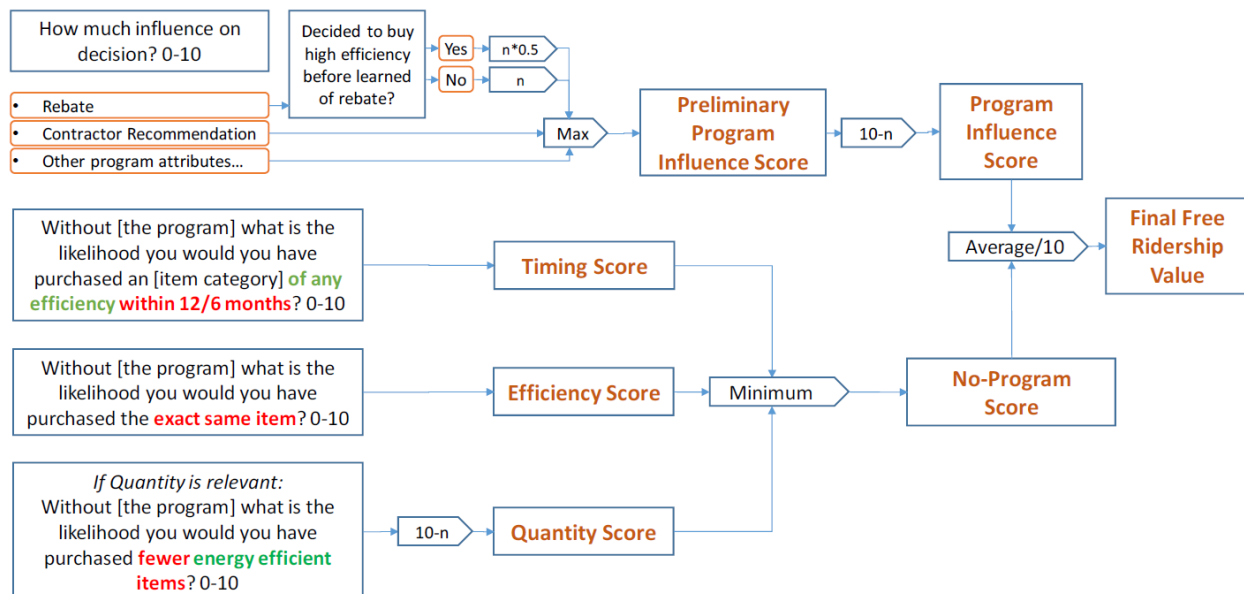 How much influence on
decision? 0-10
• Rebate
• Contractor Recommendation
• Other program attributes...
Decided to buy
high efficiency
before learned
of rebate?
Yes
n*0.5
No
n
Max
Preliminary
Program
Influence Score
10-n
Program
Influence
Score
Without [the program] what is the
likelihood you would you have
purchased an [item category] of any
efficiency within 12/6 months? 0-10
Timing Score
Average/10
Final Free
Ridership
Value
Without [the program] what is the
likelihood you would you have
purchased the exact same item? 0-10
Efficiency Score
Minimum
No-Program
Score
If Quantity is relevant:
Without [the program] what is the
likelihood you would you have
purchased fewer energy efficient
items? 0-10
10-n
Quantity Score